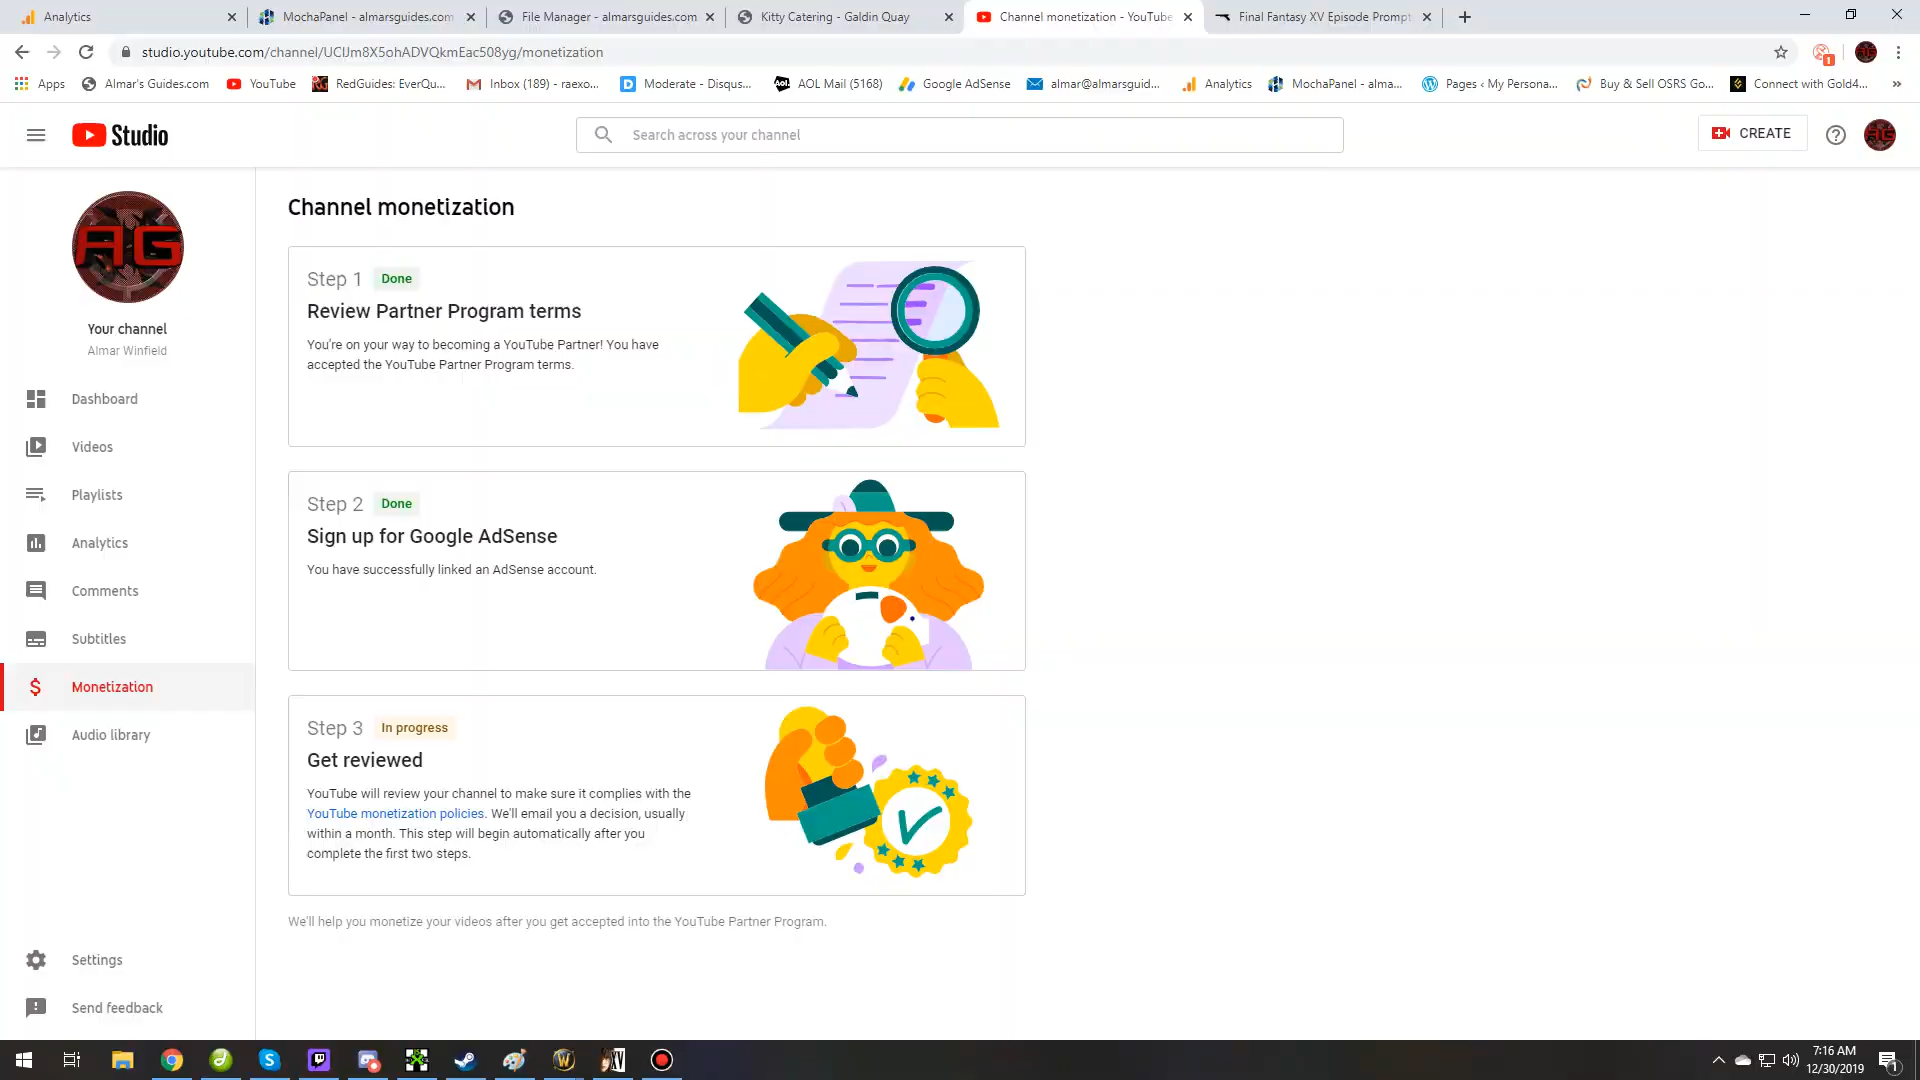 Analytics
MochaPanel - almarsguides.com
File Manager - almarsguides.com
Kitty Catering - Galdin Quay
Channel monetization - YouTube
Final Fantasy XV Episode Prompt
studio.youtube.com/channel/UClJm8X5ohADVQkmEac508yg/monetization
1
Apps
Almar's Guides.com
YouTube
RedGuides: EverQu...
Inbox (189) - raexo...
Moderate - Disqus...
AOL Mail (5168)
Google AdSense
almar@almarsguid...
Analytics
MochaPanel - alma...
Pages ‹ My Persona...
Buy & Sell OSRS Go...
Connect with Gold4...
»
Studio
Search across your channel
CREATE
AG
AG
Your channel
Almar Winfield
Dashboard
Videos
Playlists
Analytics
Comments
Subtitles
Monetization
Audio library
Settings
Send feedback
Channel monetization
Step 1 Done
Review Partner Program terms
You're on your way to becoming a YouTube Partner! You have
accepted the YouTube Partner Program terms.
Step 2 Done
Sign up for Google AdSense
You have successfully linked an AdSense account.
Step 3 In progress
Get reviewed
YouTube will review your channel to make sure it complies with the
YouTube monetization policies. We'll email you a decision, usually
within a month. This step will begin automatically after you
complete the first two steps.
We'll help you monetize your videos after you get accepted into the YouTube Partner Program.
XV
7:16 AM
12/30/2019
1